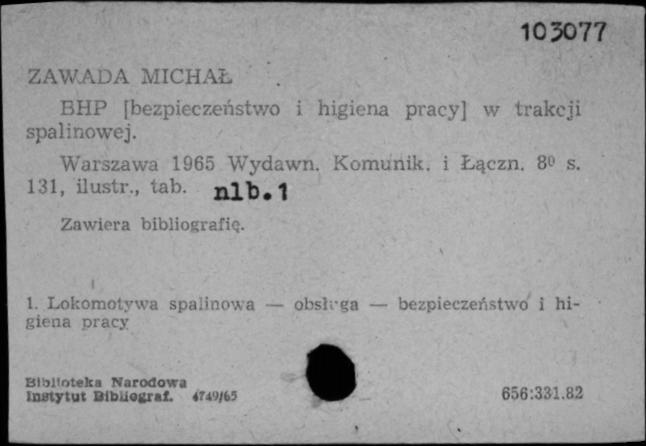 103077
ZAWADA MICHAŁ
BHP [bezpieczeństwo i higiena pracy] w trakcji
spalinowej.
Warszawa 1965 Wydawn. Komunik. i Łączn. 8⁰ s.
131, ilustr., tab. nlb.1
Zawiera bibliografię.
1. Lokomotywa spalinowa — obsługa — bezpieczeństwo i hi-
giena pracy
Biblioteka Narodowa
Instytut Bibliograf. 4749/65
656:331.82